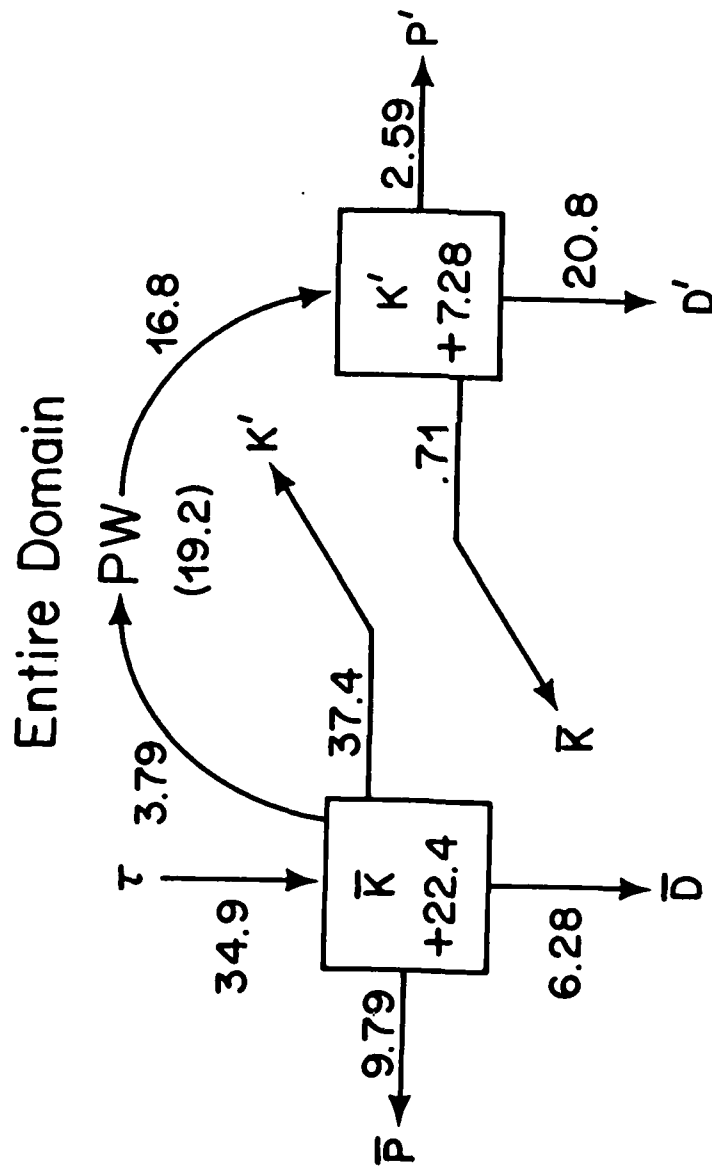 Entire Domain
PW
(19.2)
3.79
16.8
τ
34.9
K̅
+22.4
37.4
K′
9.79
P̅
6.28
D̅
K′
+7.28
2.59
P′
.71
K̅
20.8
D′